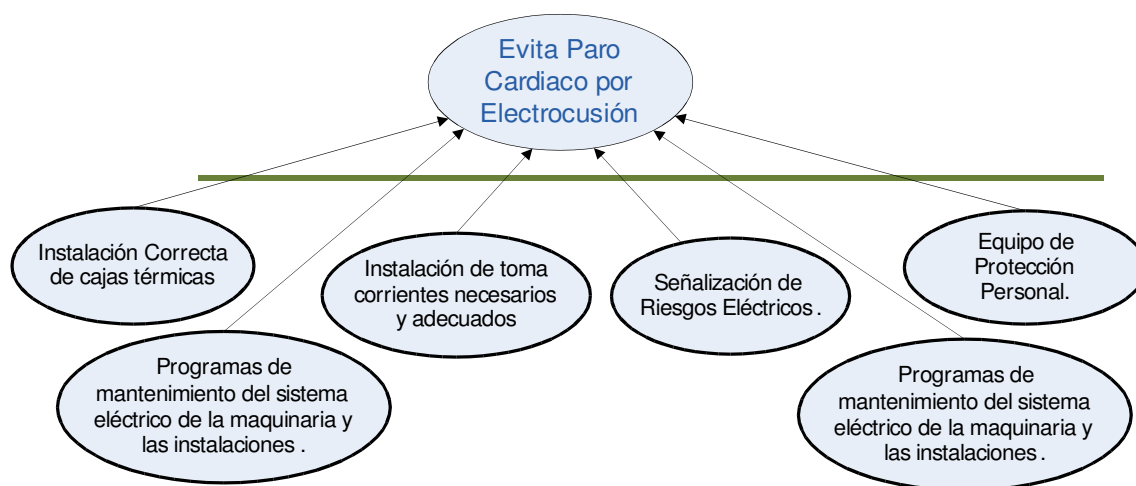 Evita Paro
Cardiaco por
Electrocusión
Instalación Correcta
de cajas térmicas
Instalación de toma
corrientes necesarios
y adecuados
Señalización de
Riesgos Eléctricos .
Equipo de
Protección
Personal.
Programas de
mantenimiento del sistema
eléctrico de la maquinaria y
las instalaciones .
Programas de
mantenimiento del sistema
eléctrico de la maquinaria y
las instalaciones .